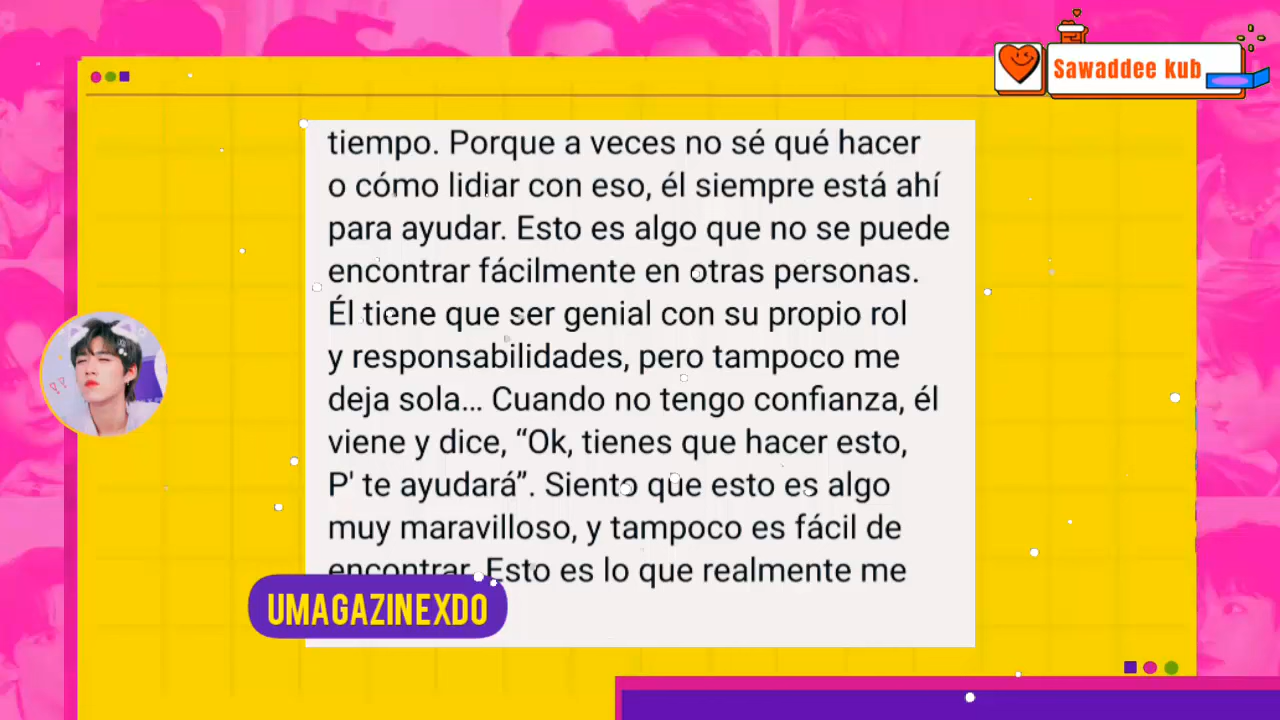 Sawaddee kub
tiempo. Porque a veces no sé qué hacer
o cómo lidiar con eso, él siempre está ahí
para ayudar. Esto es algo que no se puede
encontrar fácilmente en otras personas.
Él tiene que ser genial con su propio rol
y responsabilidades, pero tampoco me
deja sola... Cuando no tengo confianza, él
viene y dice, “Ok, tienes que hacer esto,
P' te ayudará”. Siento que esto es algo
muy maravilloso, y tampoco es fácil de
encontrar. Esto es lo que realmente me
UMAGAZINEXDO